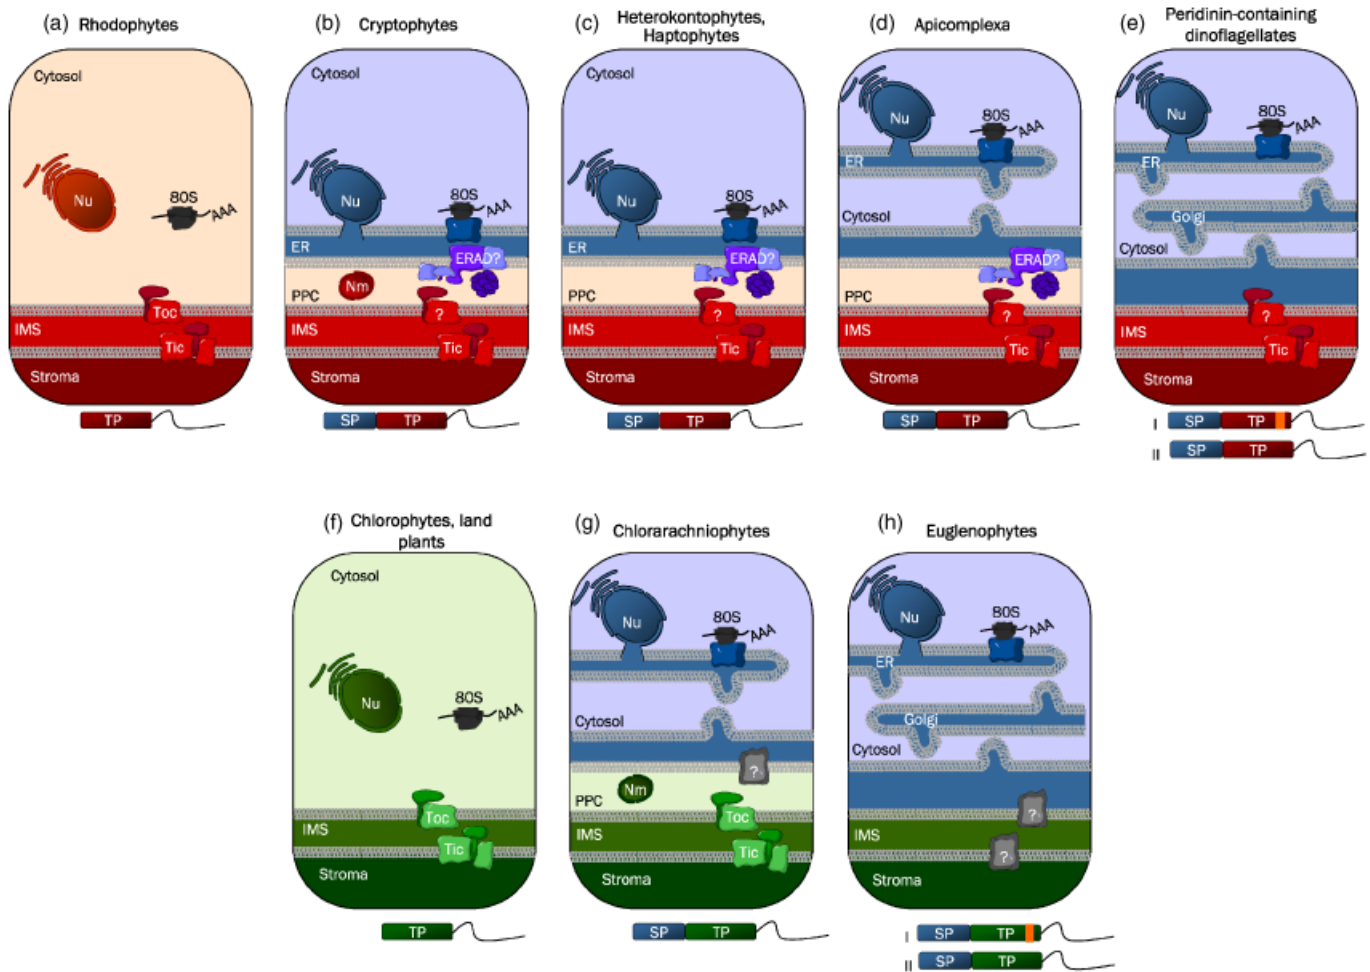 (a) Rhodophytes
Cytosol
Nu
80S
AAA
Toc
IMS
Tic
Stroma
TP
(b) Cryptophytes
Cytosol
Nu
80S
AAA
ER
ERAD?
Nm
PPC
?
IMS
Tic
Stroma
SP TP
(c) Heterokontophytes,
Haptophytes
Cytosol
Nu
80S
AAA
ER
ERAD?
PPC
?
IMS
Tic
Stroma
SP TP
(d) Apicomplexa
Nu
80S
AAA
ER
Cytosol
ERAD?
PPC
?
IMS
Tic
Stroma
SP TP
(e) Peridinin-containing
dinoflagellates
Nu
80S
AAA
ER
Golgi
Cytosol
?
IMS
Tic
Stroma
I SP TP
II SP TP
(f) Chlorophytes, land
plants
Cytosol
Nu
80S
AAA
Toc
IMS
Tic
Stroma
TP
(g) Chlorarachniophytes
Nu
80S
AAA
Cytosol
?
Nm
PPC
Toc
IMS
Tic
Stroma
SP TP
(h) Euglenophytes
Nu
80S
AAA
ER
Golgi
Cytosol
?
IMS
?
Stroma
I SP TP
II SP TP